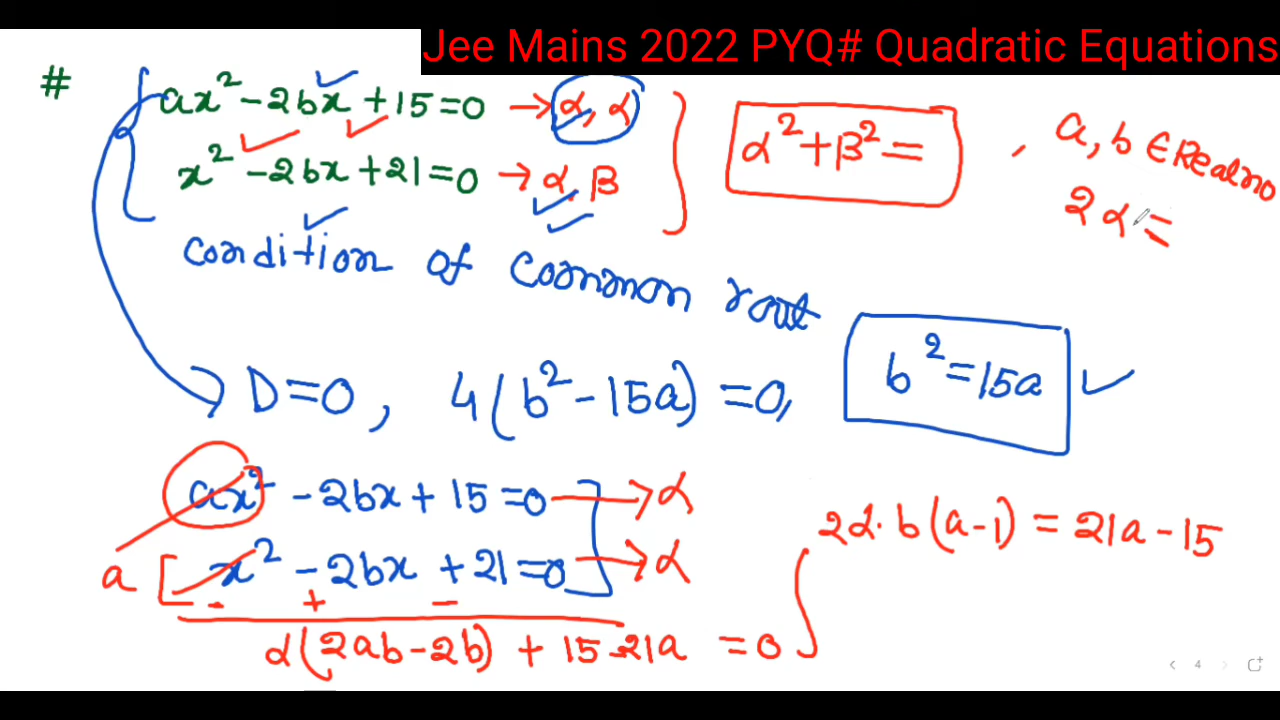 Jee Mains 2022 PYQ# Quadratic Equations
# ax² - 2bx + 15 = 0 → α, α
x² - 2bx + 21 = 0 → α, β
α² + β² =
, a, b ∈ Real no
2α =
condition of common root
D = 0, 4(b² - 15a) = 0,
b² = 15a
ax² - 2bx + 15 = 0 → α
a [ x² - 2bx + 21 = 0 → α
- + -
α(2ab - 2b) + 15 - 21a = 0
2α. b(a - 1) = 21a - 15
4